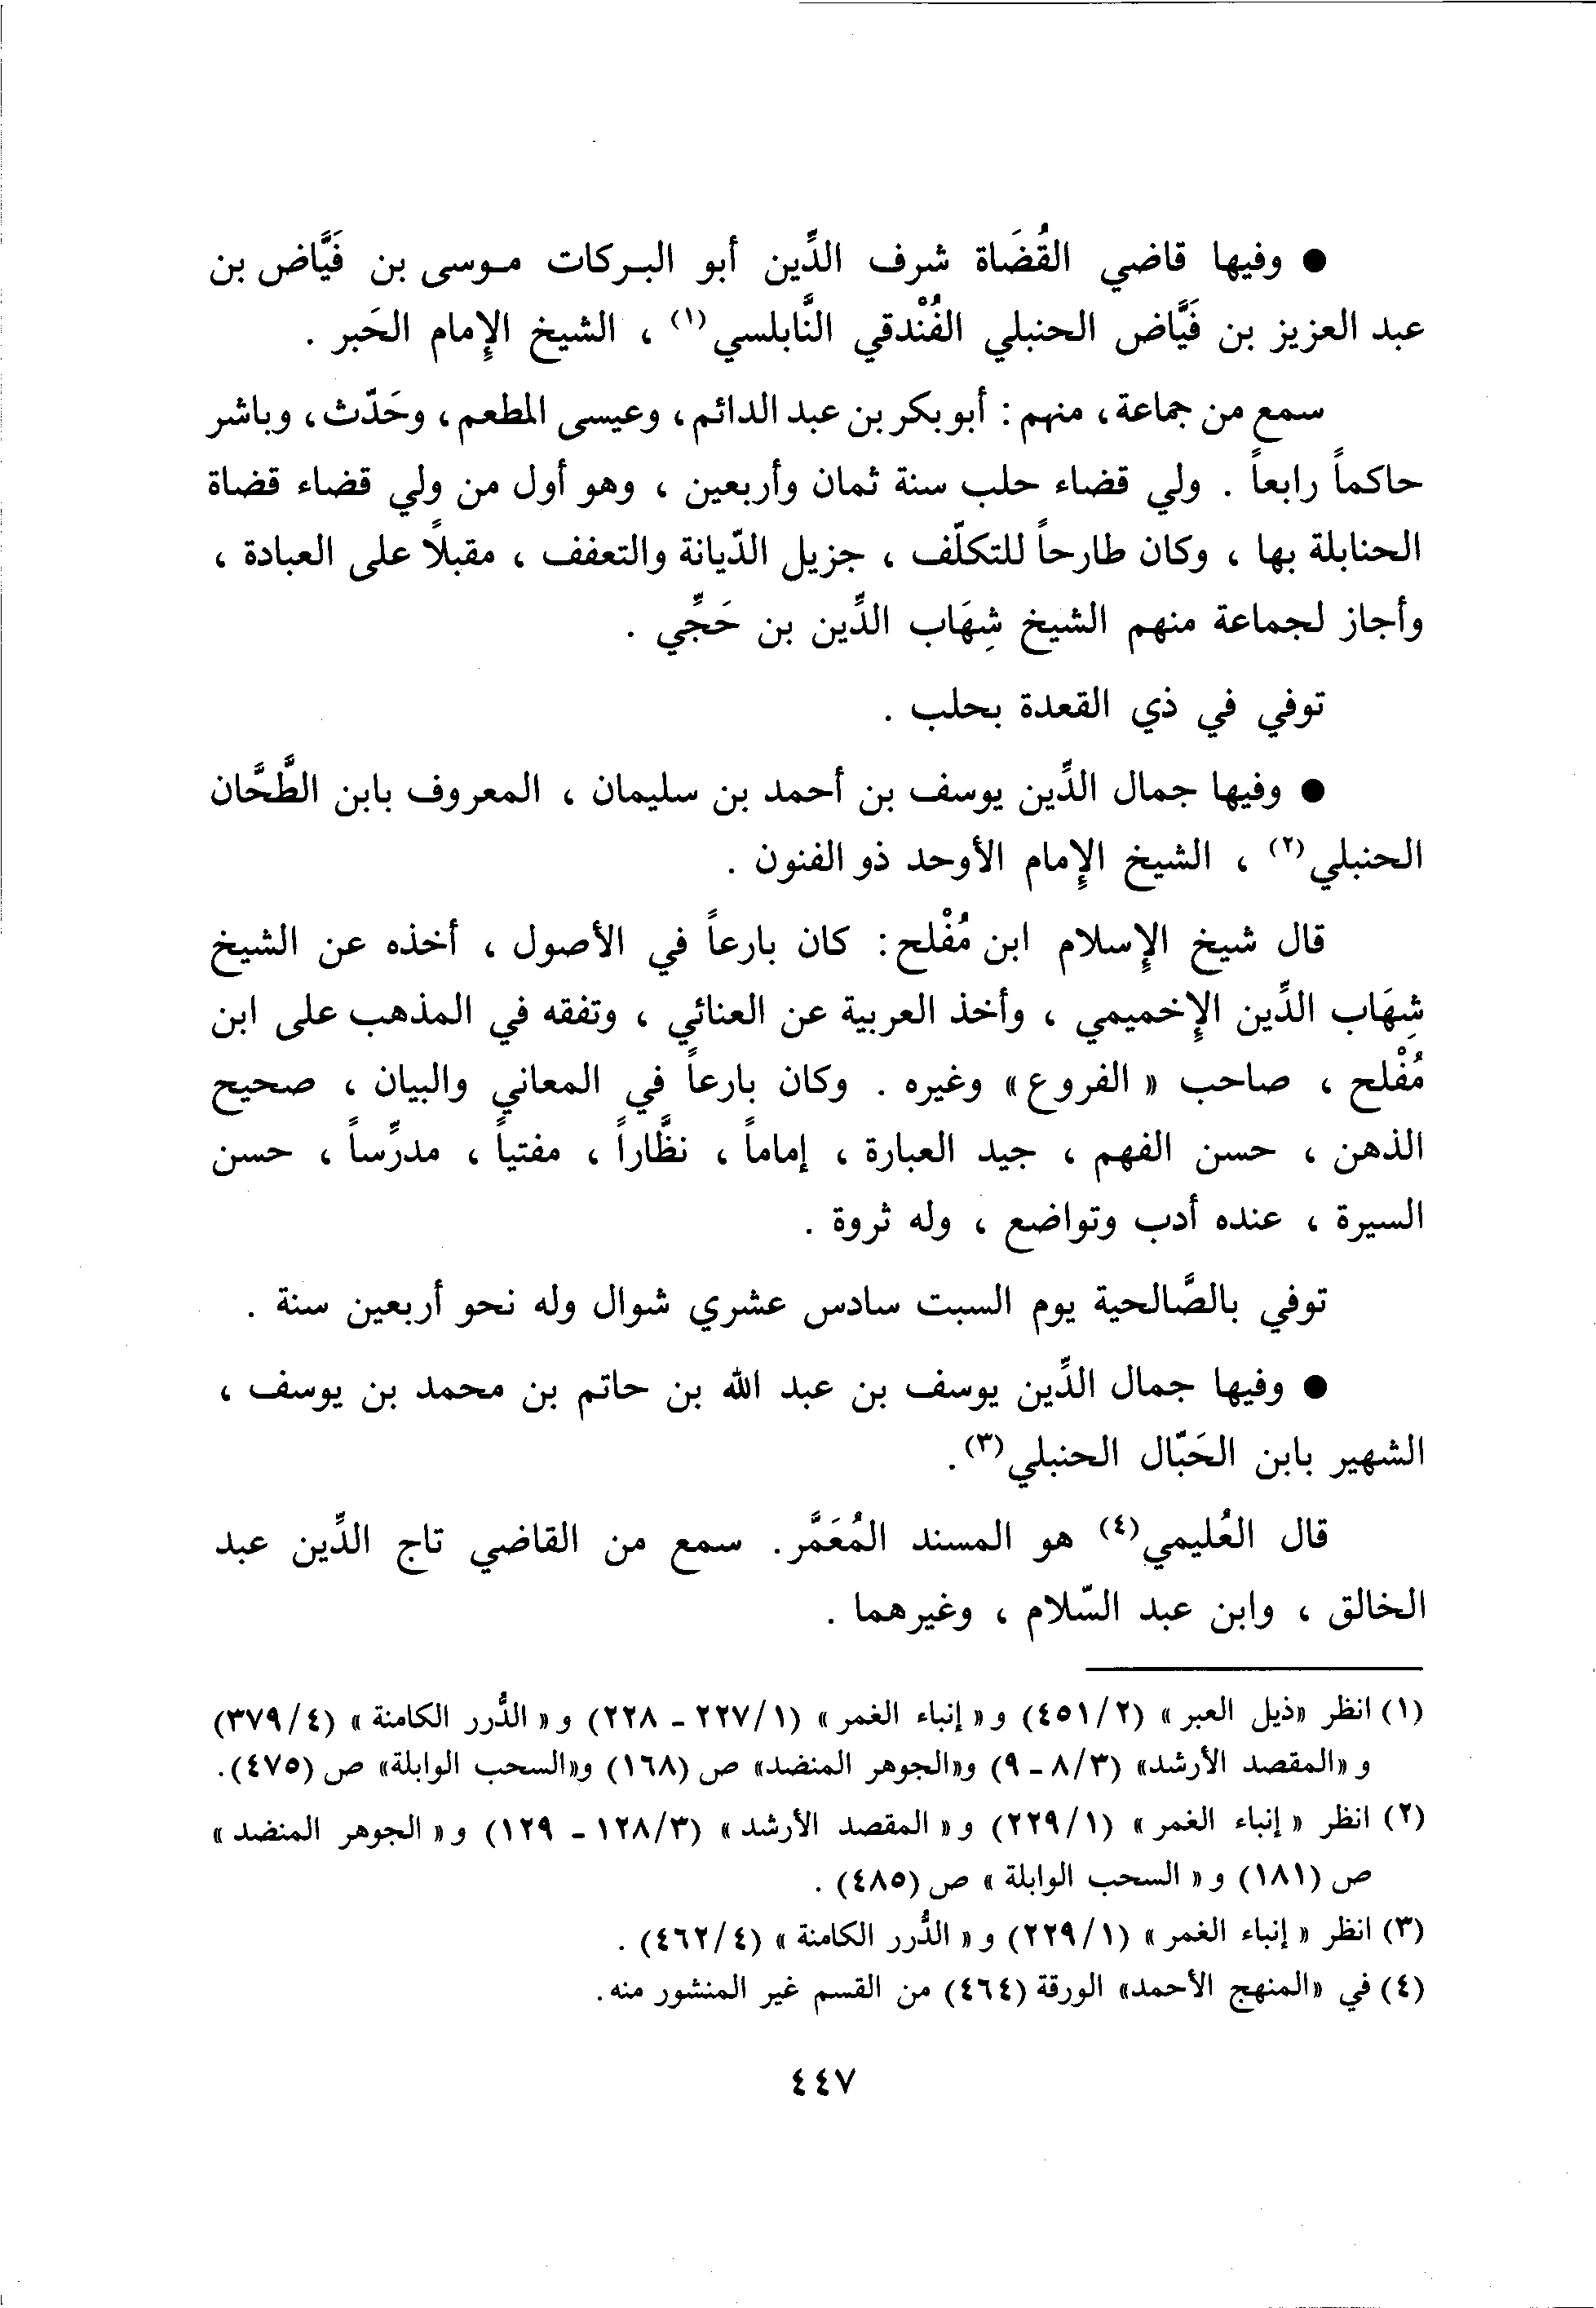 ● وفيها قاضي القُضَاة شرف الدِّين أبو البـركات مـوسى بن فَيَّاض بن
عبد العزيز بن فَيَّاض الحنبلي الفُنْدقي النَّابلسي(١) ، الشيخ الإِمام الحَبر .
سمع من جماعة، منهم: أبو بكر بن عبد الدائم، وعيسى المطعم، وحَدّث، وباشر
حاكماً رابعاً . ولي قضاء حلب سنة ثمان وأربعين ، وهو أول من ولي قضاء قضاة
الحنابلة بها ، وكان طارحاً للتكلّف ، جزيل الدّيانة والتعفف ، مقبلاً على العبادة ،
وأجاز لجماعة منهم الشيخ شِهَاب الدِّين بن حَجِّي .
توفي في ذي القعدة بحلب .
● وفيها جمال الدِّين يوسف بن أحمد بن سليمان ، المعروف بابن الطَّحَّان
الحنبلي(٢) ، الشيخ الإِمام الأوحد ذو الفنون .
قال شيخ الإِسلام ابن مُفْلح: كان بارعاً في الأصول ، أخذه عن الشيخ
شِهَاب الدِّين الإِخميمي ، وأخذ العربية عن العنائي ، وتفقه في المذهب على ابن
مُفْلح ، صاحب « الفروع » وغيره . وكان بارعاً في المعاني والبيان ، صحيح
الذهن ، حسن الفهم ، جيد العبارة ، إماماً ، نظَّاراً ، مفتياً ، مدرِّساً ، حسن
السيرة ، عنده أدب وتواضع ، وله ثروة .
توفي بالصَّالحية يوم السبت سادس عشري شوال وله نحو أربعين سنة .
● وفيها جمال الدِّين يوسف بن عبد الله بن حاتم بن محمد بن يوسف ،
الشهير بابن الحَبّال الحنبلي(٣).
قال العُليمي(٤) هو المسند المُعَمَّر. سمع من القاضي تاج الدِّين عبد
الخالق ، وابن عبد السّلام ، وغيرهما .
(١) انظر «ذيل العبر» (٤٥١/٢) و« إنباء الغمر » (٢٢٧/١ - ٢٢٨) و« الدُّرر الكامنة » (٣٧٩/٤)
و «المقصد الأرشد» (٨/٣ - ٩) و«الجوهر المنضد» ص (١٦٨) و«السحب الوابلة» ص (٤٧٥).
(٢) انظر « إنباء الغمر » (٢٢٩/١) و« المقصد الأرشد » (١٢٨/٣ - ١٢٩) و« الجوهر المنضد »
ص (١٨١) و« السحب الوابلة » ص (٤٨٥) .
(٣) انظر « إنباء الغمر » (٢٢٩/١) و« الدُّرر الكامنة » (٤٦٢/٤) .
(٤) في «المنهج الأحمد» الورقة (٤٦٤) من القسم غير المنشور منه.
٤٤٧